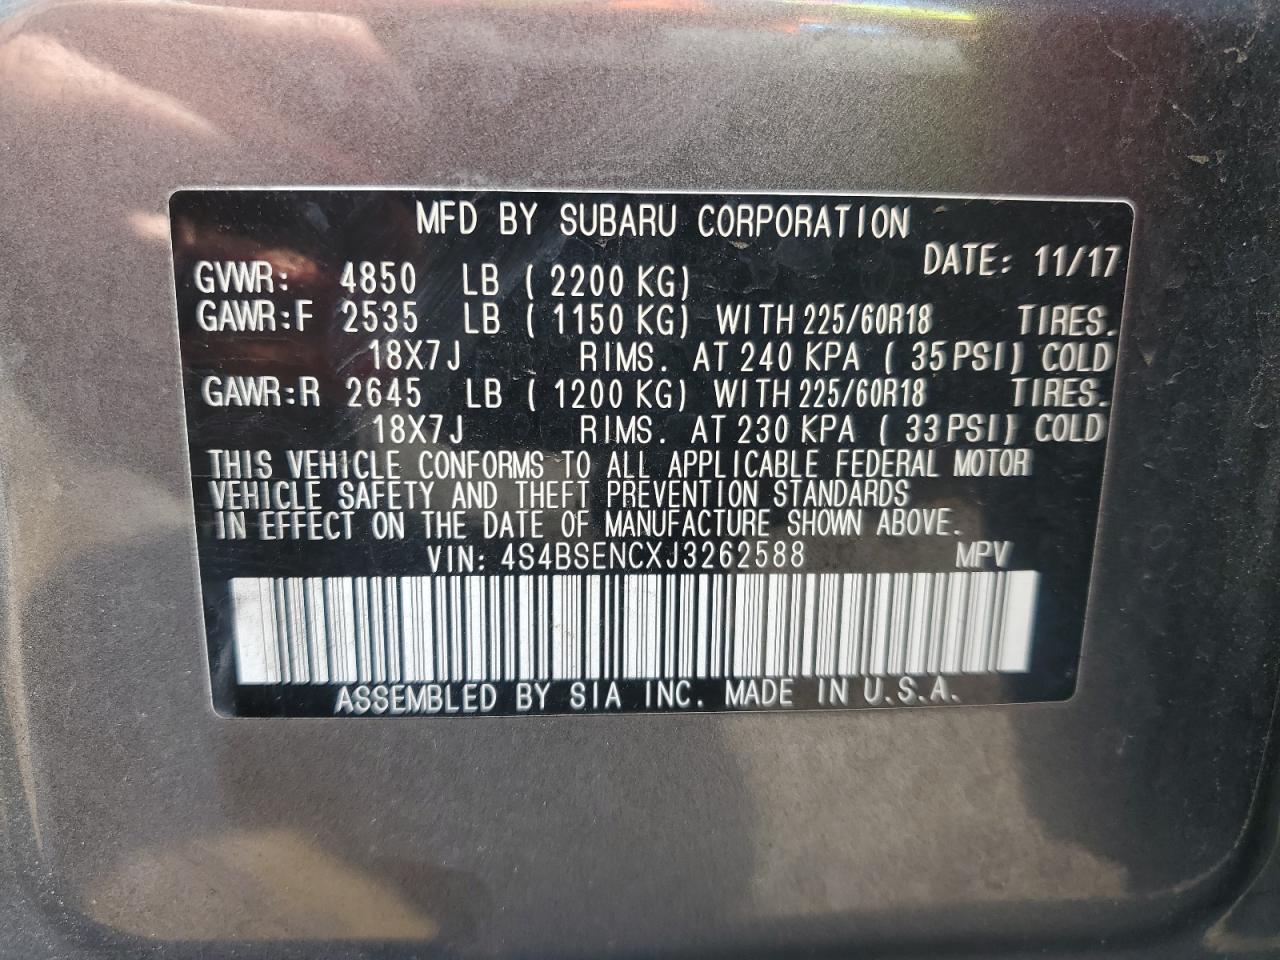 MFD BY SUBARU CORPORATION
DATE: 11/17
GVWR: 4850 LB ( 2200 KG)
GAWR:F 2535 LB ( 1150 KG) WITH 225/60R18 TIRES.
18X7J RIMS. AT 240 KPA ( 35 PSI) COLD
GAWR:R 2645 LB ( 1200 KG) WITH 225/60R18 TIRES.
18X7J RIMS. AT 230 KPA ( 33 PSI) COLD
THIS VEHICLE CONFORMS TO ALL APPLICABLE FEDERAL MOTOR
VEHICLE SAFETY AND THEFT PREVENTION STANDARDS
IN EFFECT ON THE DATE OF MANUFACTURE SHOWN ABOVE.
VIN: 4S4BSENCXJ3262588 MPV
ASSEMBLED BY SIA INC. MADE IN U.S.A.